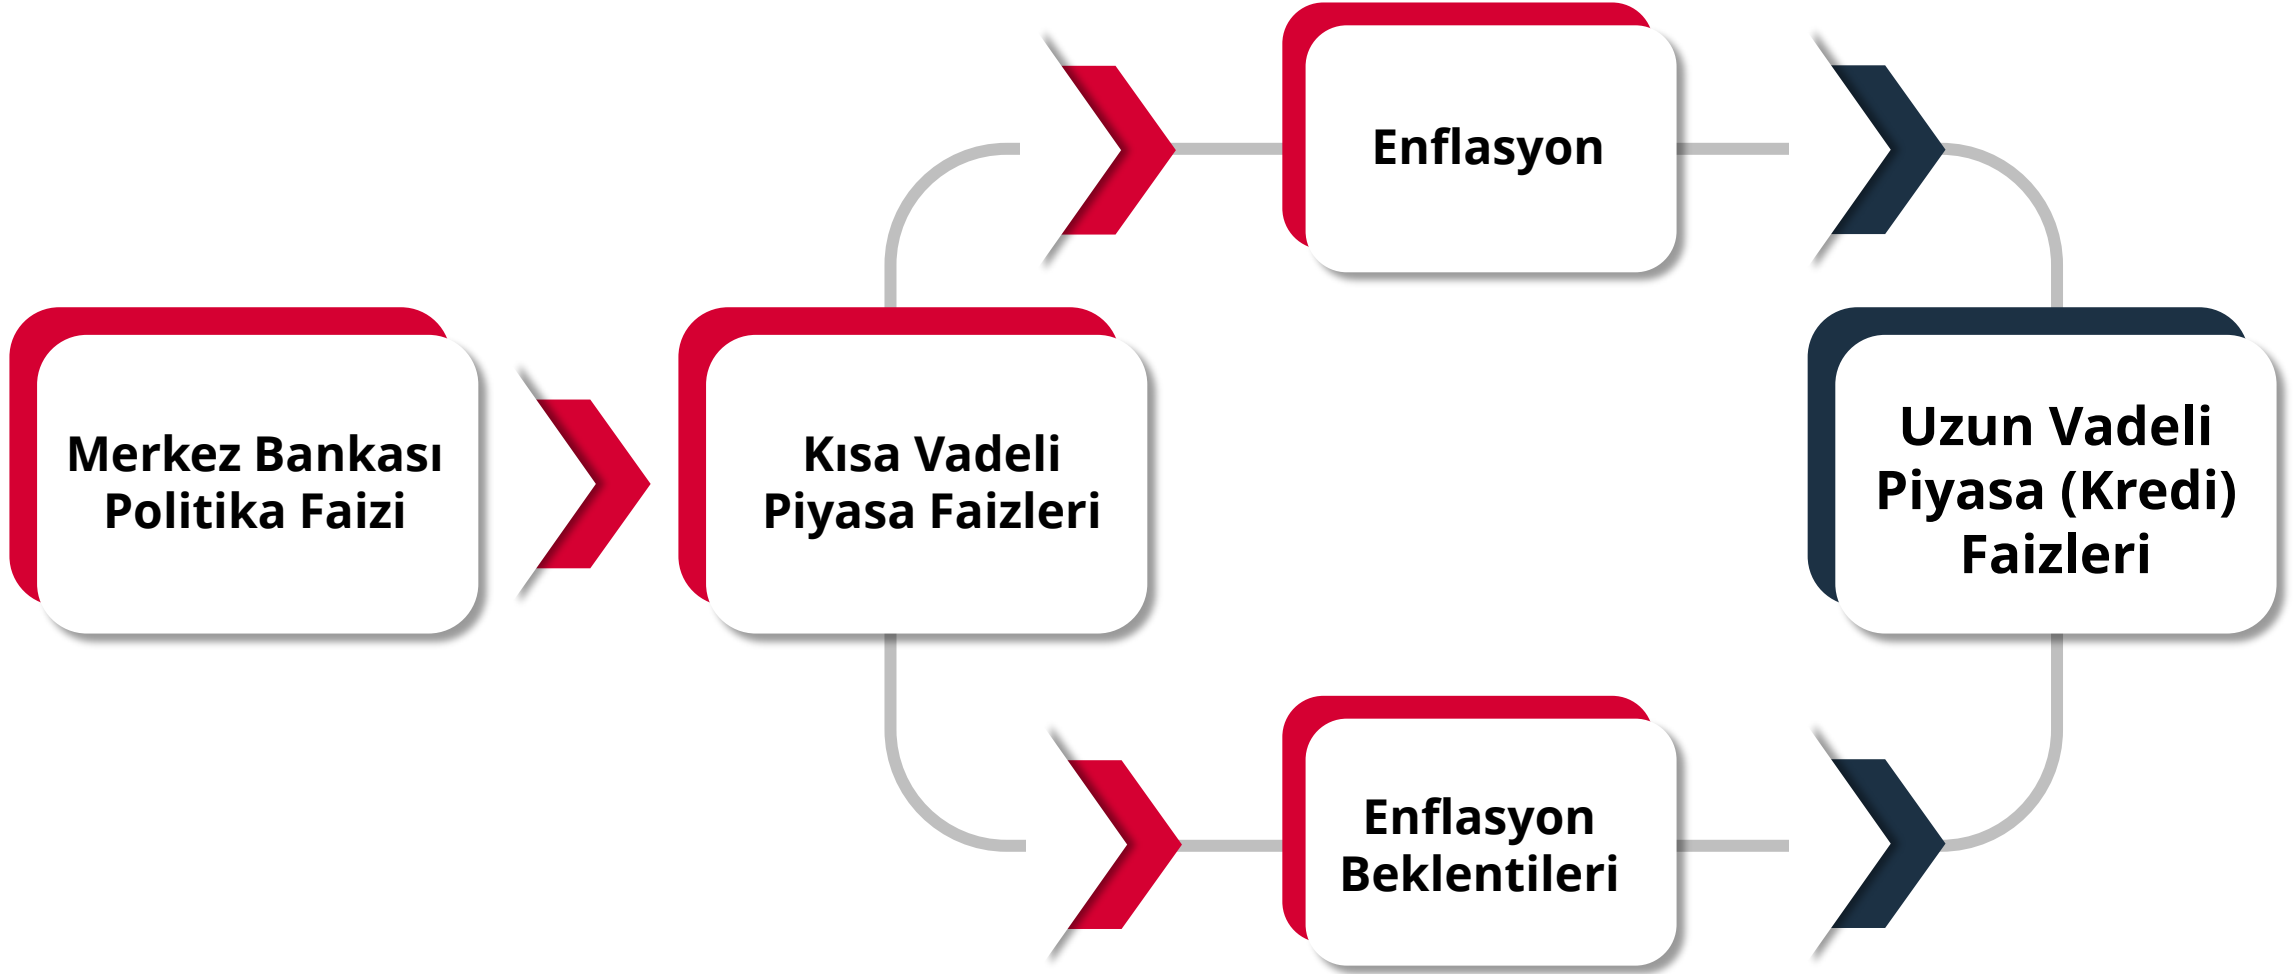 Merkez Bankası
Politika Faizi
Kısa Vadeli
Piyasa Faizleri
Enflasyon
Enflasyon
Beklentileri
Uzun Vadeli
Piyasa (Kredi)
Faizleri